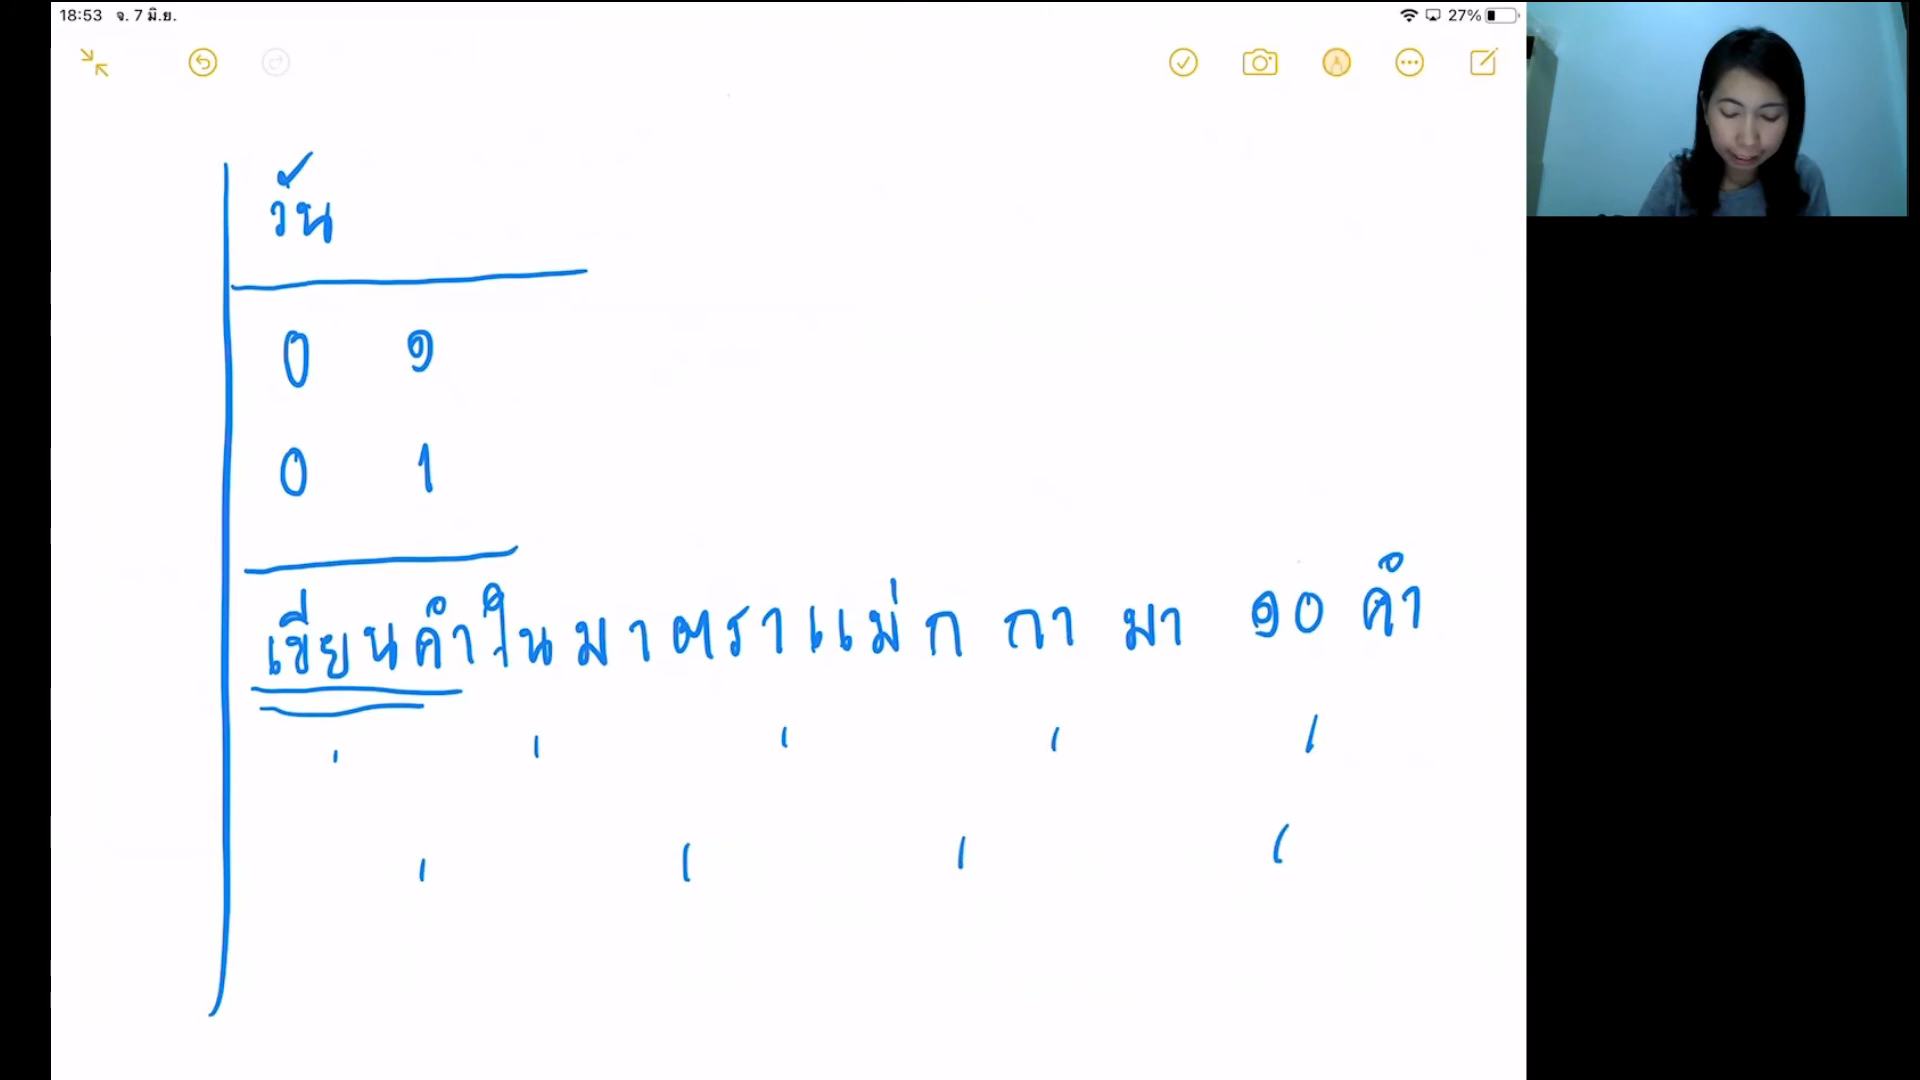 18:53 จ. 7 มิ.ย. 27%
วัน
0 ๑
0 1
เขียนคำในมาตราแม่ก กา มา ๑๐ คำ